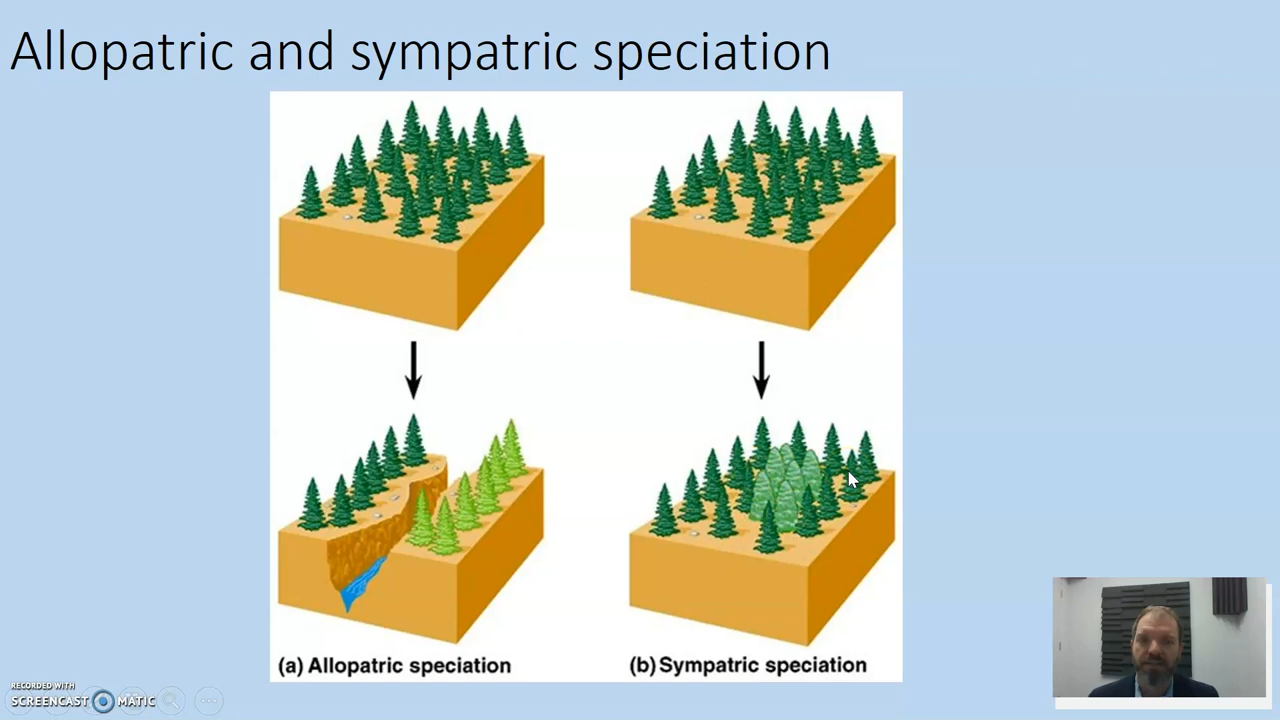 Allopatric and sympatric speciation
(a) Allopatric speciation
(b) Sympatric speciation
RECORDED WITH
SCREENCAST MATIC